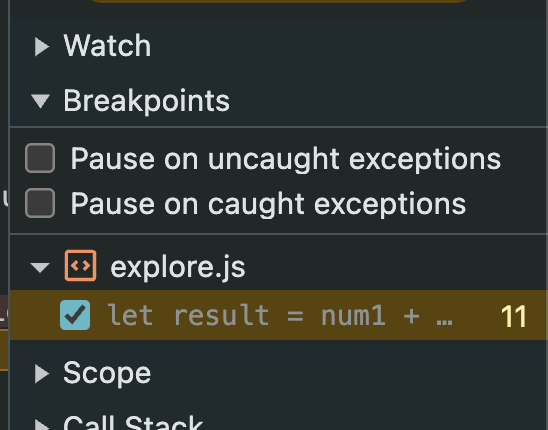 Watch
Breakpoints
Pause on uncaught exceptions
Pause on caught exceptions
explore.js
let result = num1 + … 11
Scope
Call Stack